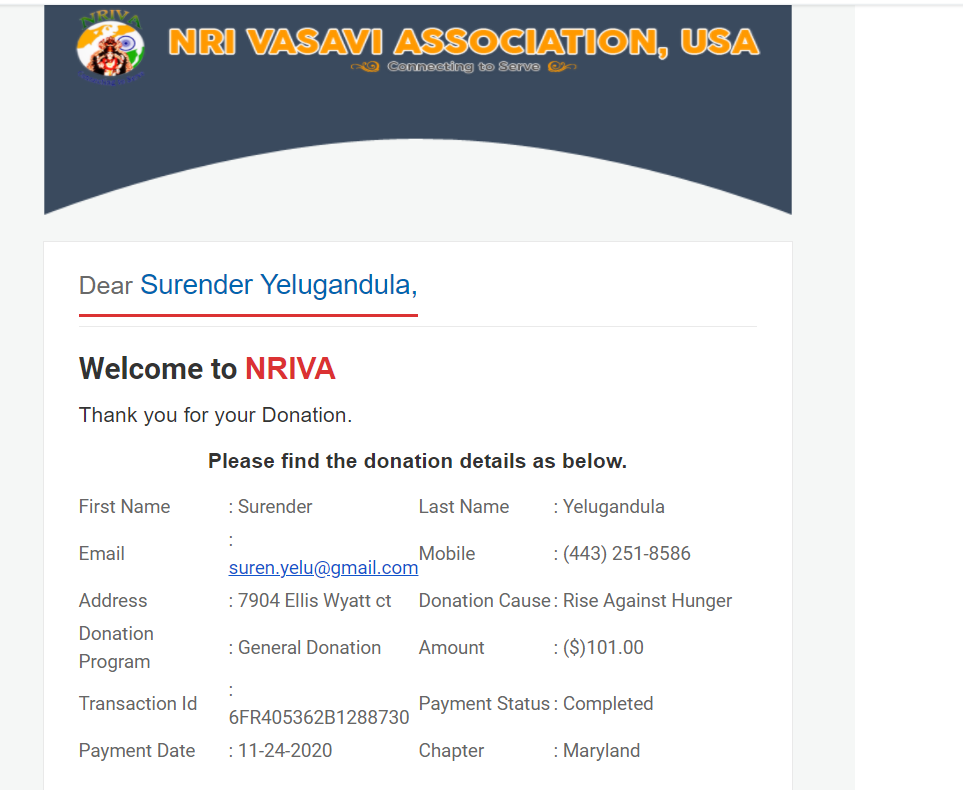 NRIVA
NRI VASAVI ASSOCIATION, USA
Connecting to Serve
Dear Surender Yelugandula,
Welcome to NRIVA
Thank you for your Donation.
Please find the donation details as below.
First Name : Surender Last Name : Yelugandula
Email : suren.yelu@gmail.com Mobile : (443) 251-8586
Address : 7904 Ellis Wyatt ct Donation Cause : Rise Against Hunger
Donation Program : General Donation Amount : ($)101.00
Transaction Id : 6FR405362B1288730 Payment Status : Completed
Payment Date : 11-24-2020 Chapter : Maryland